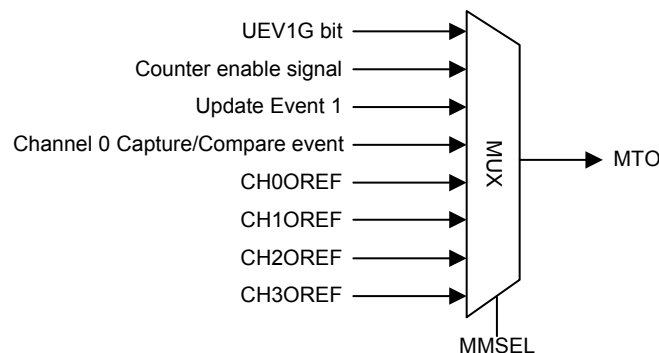 UEV1G bit
Counter enable signal
Update Event 1
Channel 0 Capture/Compare event
CH0OREF
CH1OREF
CH2OREF
CH3OREF
MUX
MTO
MMSEL